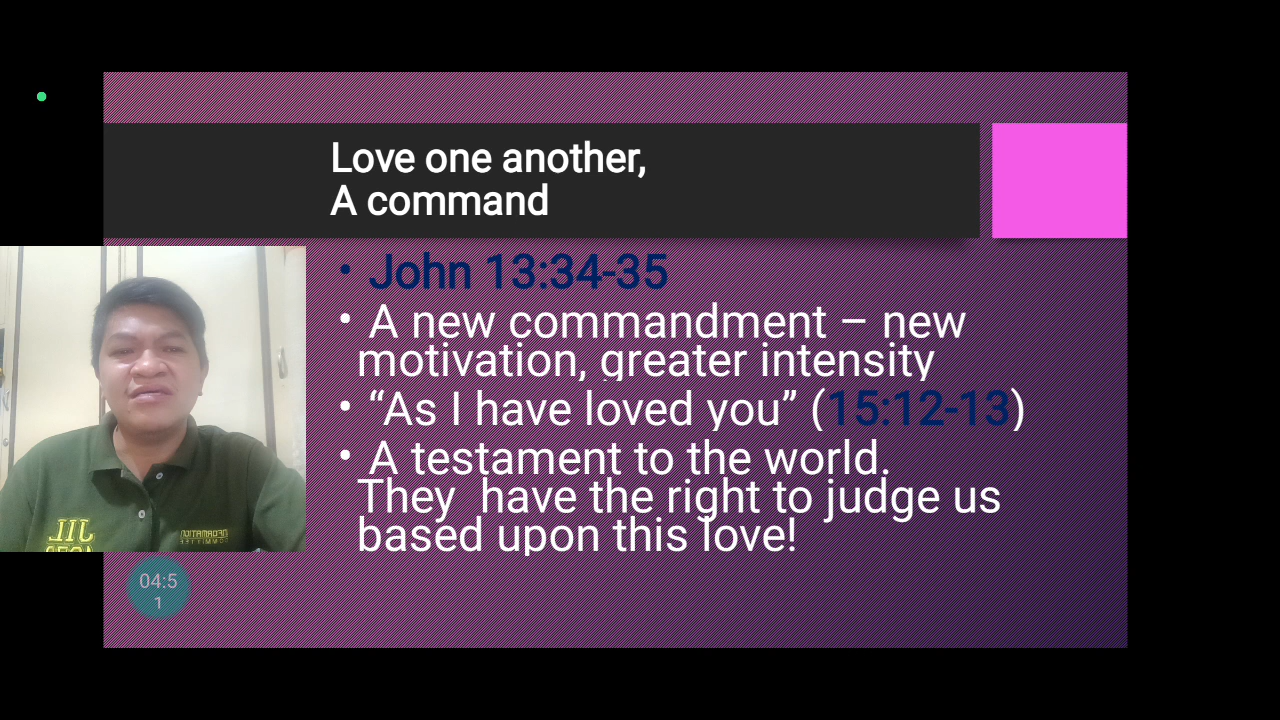 Love one another,
A command
• John 13:34-35
• A new commandment – new
motivation, greater intensity
• “As I have loved you” (15:12-13)
• A testament to the world.
They have the right to judge us
based upon this love!
JIL
04:5
1